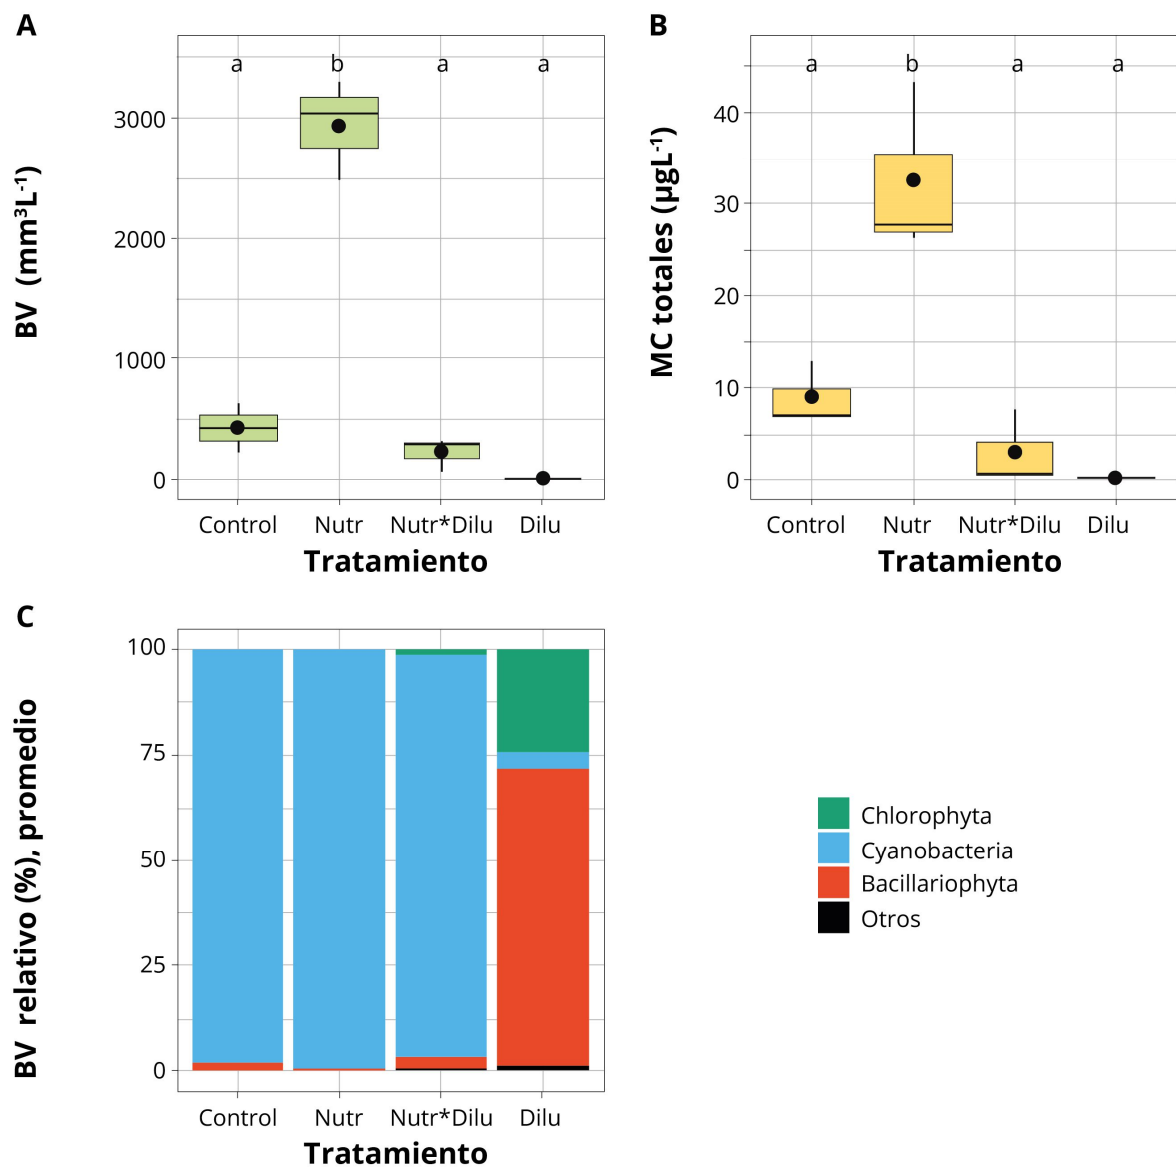 A
a b a a
3000
2000
1000
0
BV (mm³L⁻¹)
Control Nutr Nutr*Dilu Dilu
Tratamiento
B
a b a a
40
30
20
10
0
MC totales (µgL⁻¹)
Control Nutr Nutr*Dilu Dilu
Tratamiento
C
100
75
50
25
0
BV relativo (%), promedio
Control Nutr Nutr*Dilu Dilu
Tratamiento
Chlorophyta
Cyanobacteria
Bacillariophyta
Otros